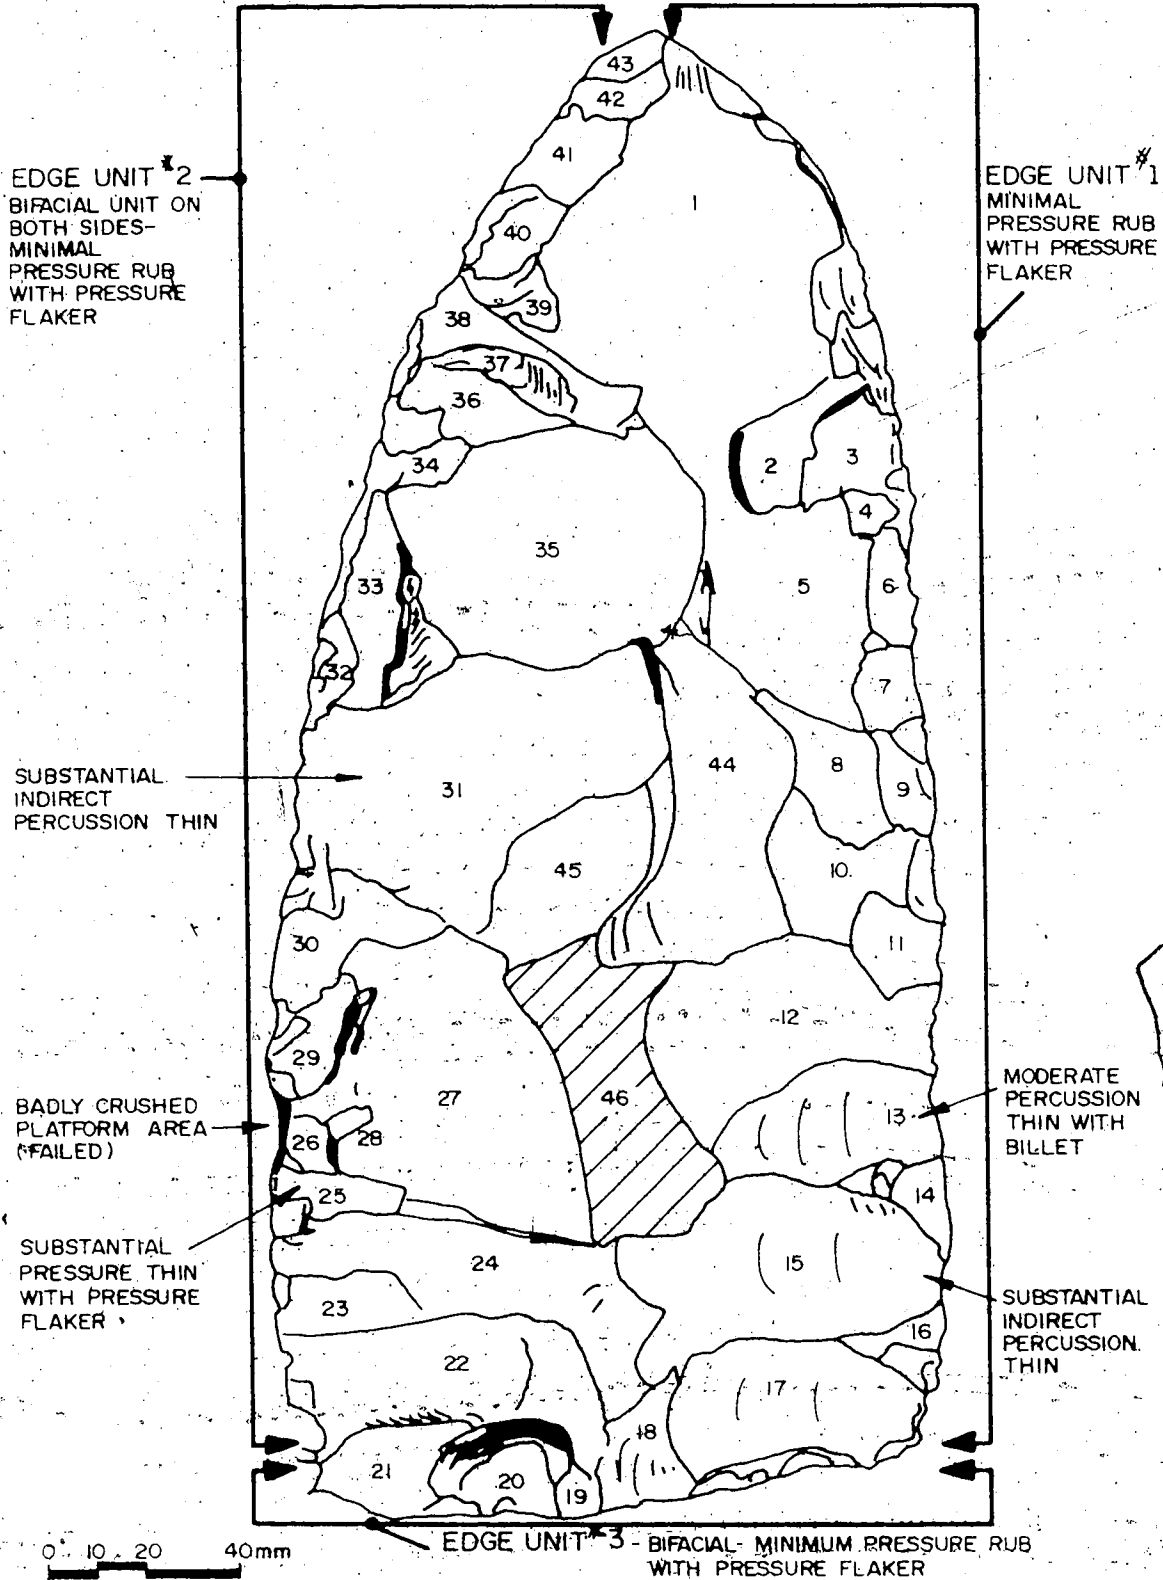 EDGE UNIT #2
BIFACIAL UNIT ON
BOTH SIDES-
MINIMAL
PRESSURE RUB
WITH PRESSURE
FLAKER
EDGE UNIT #1
MINIMAL
PRESSURE RUB
WITH PRESSURE
FLAKER
43
42
41
1
40
39
38
37
36
34
2
3
4
35
5
33
6
32
7
SUBSTANTIAL
INDIRECT
PERCUSSION THIN
31
44
8
9
45
10.
30
11
12
29
27
46
13
MODERATE
PERCUSSION
THIN WITH
BILLET
BADLY CRUSHED
PLATFORM AREA
(FAILED)
26
28
25
14
SUBSTANTIAL
PRESSURE THIN
WITH PRESSURE
FLAKER
24
15
23
16
SUBSTANTIAL
INDIRECT
PERCUSSION.
THIN
22
17
18
21
20
19
EDGE UNIT #3 - BIFACIAL- MINIMUM PRESSURE RUB
WITH PRESSURE FLAKER
0 10 20 40mm